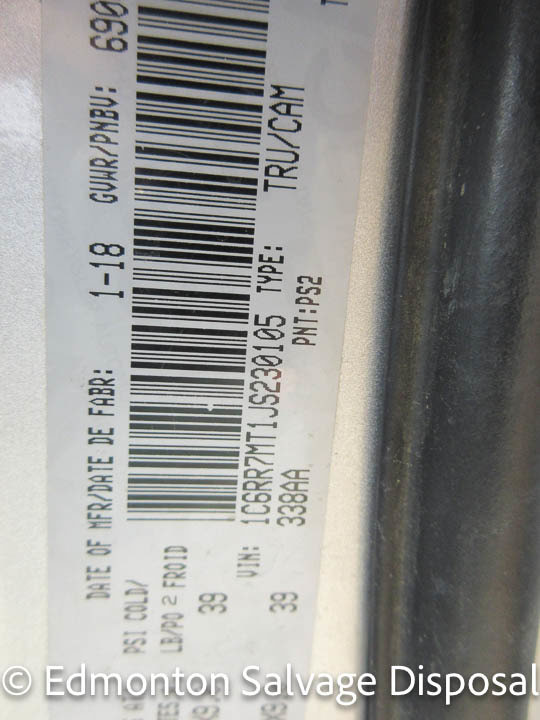 DATE OF MFR/DATE DE FABR: 1-18 GVWR/PNBV: 690
PSI COLD/
LB/PO 2 FROID
39
VIN: 1C6RR7MT1JS230105 TYPE: TRU/CAM
39 338AA PNT:PS2
© Edmonton Salvage Disposal